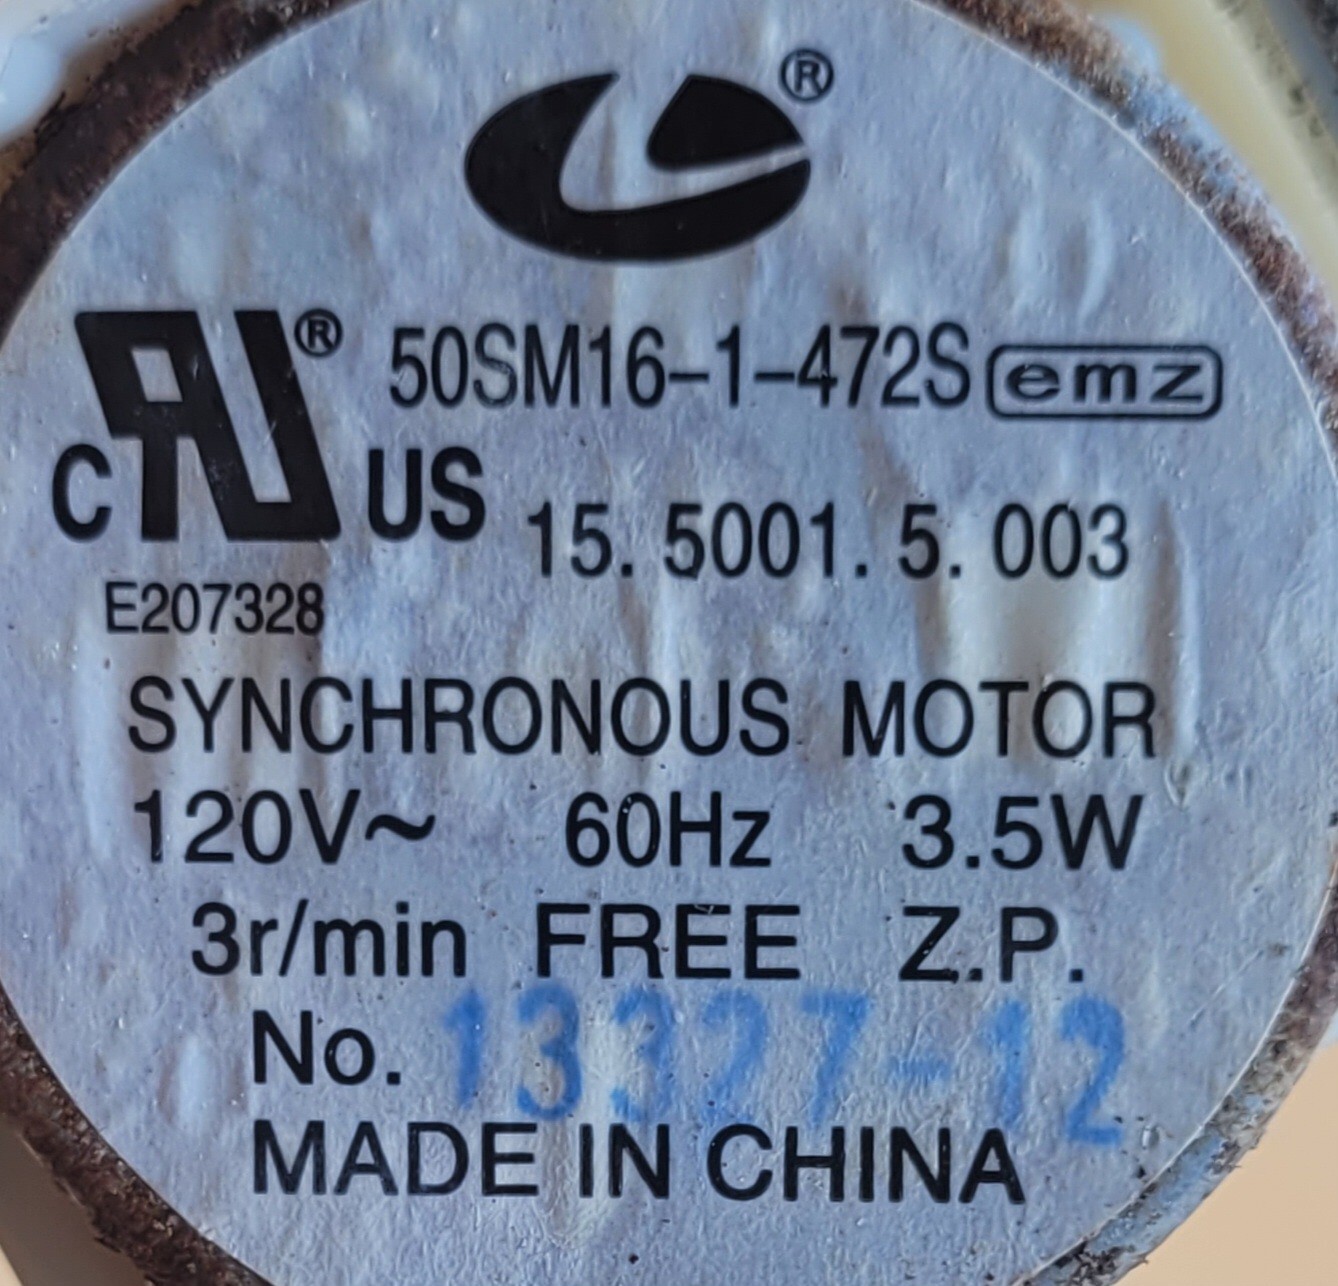 ®
® 50SM16-1-472S emz
C US 15.5001.5.003
E207328
SYNCHRONOUS MOTOR
120V~ 60Hz 3.5W
3r/min FREE Z.P.
No. 13327-12
MADE IN CHINA